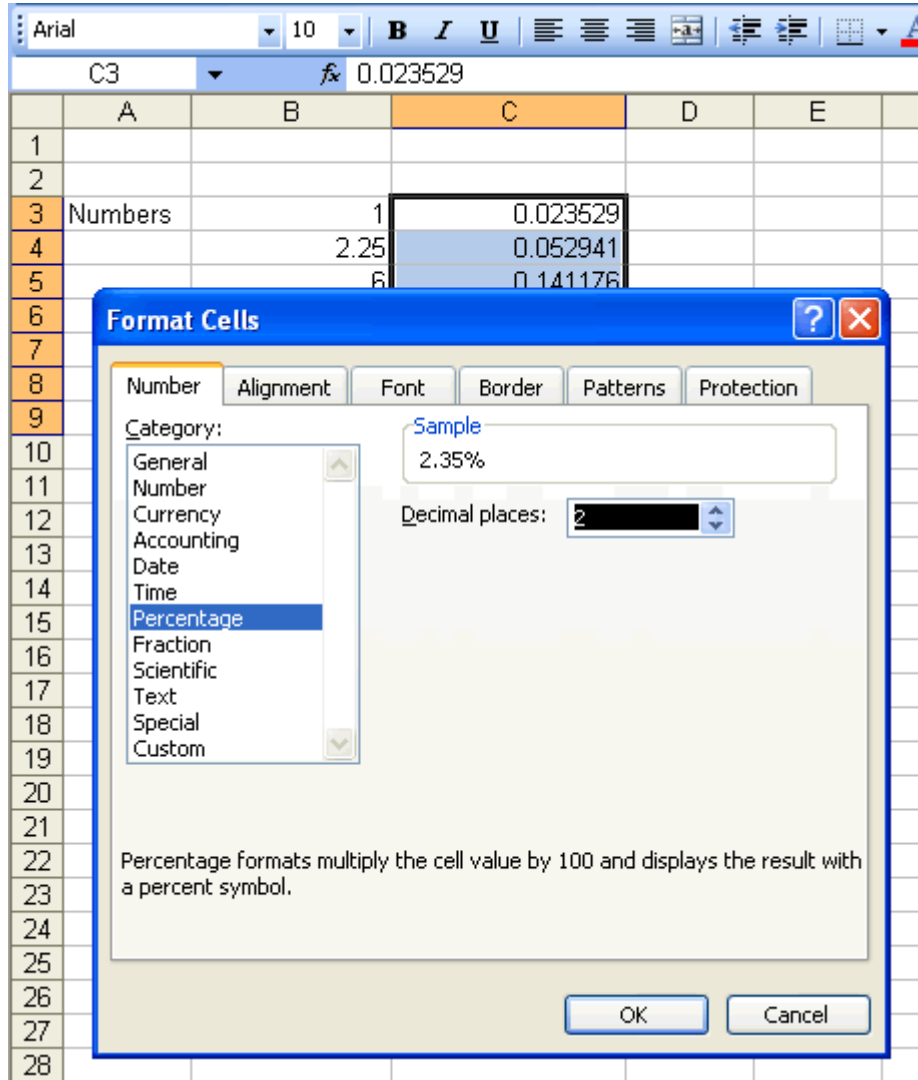 Arial 10 B I U
C3 fx 0.023529
A B C D E
1
2
3 Numbers 1 0.023529
4 2.25 0.052941
5 6 0.141176
6
7
8
9
10
11
12
13
14
15
16
17
18
19
20
21
22
23
24
25
26
27
28
Format Cells
Number Alignment Font Border Patterns Protection
Category:
General
Number
Currency
Accounting
Date
Time
Percentage
Fraction
Scientific
Text
Special
Custom
Sample
2.35%
Decimal places: 2
Percentage formats multiply the cell value by 100 and displays the result with
a percent symbol.
OK Cancel